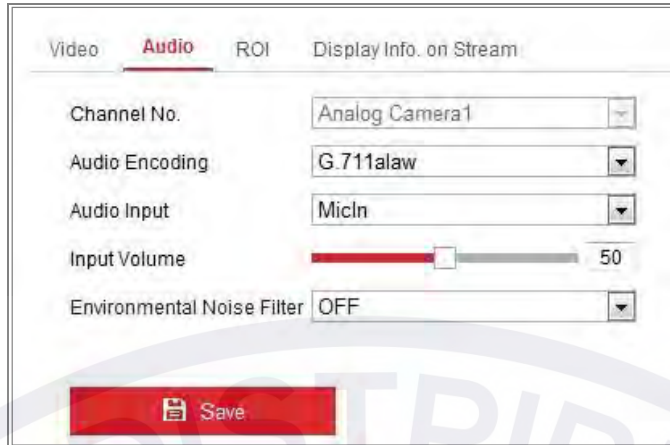 Video Audio ROI Display Info. on Stream
Channel No. Analog Camera1
Audio Encoding G.711alaw
Audio Input MicIn
Input Volume 50
Environmental Noise Filter OFF
Save